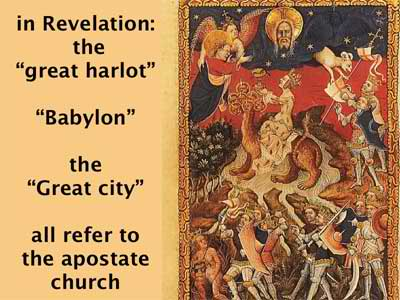 in Revelation:
the
“great harlot”
“Babylon”
the
“Great city”
all refer to
the apostate
church